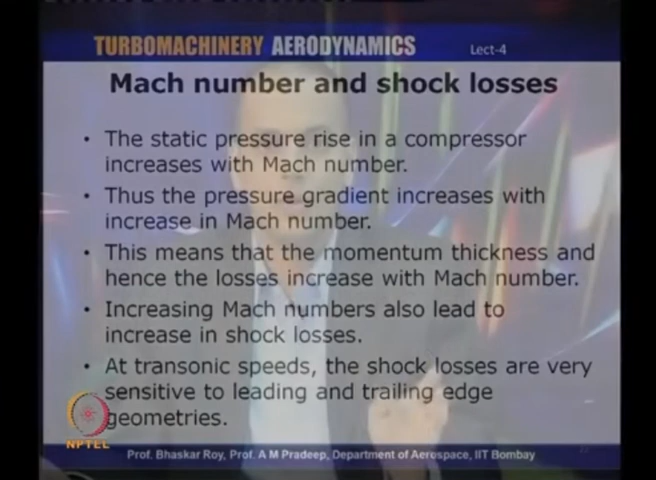 TURBOMACHINERY AERODYNAMICS Lect-4
Mach number and shock losses
• The static pressure rise in a compressor
increases with Mach number.
• Thus the pressure gradient increases with
increase in Mach number.
• This means that the momentum thickness and
hence the losses increase with Mach number.
• Increasing Mach numbers also lead to
increase in shock losses.
• At transonic speeds, the shock losses are very
sensitive to leading and trailing edge
geometries.
NPTEL
Prof. Bhaskar Roy, Prof. A M Pradeep, Department of Aerospace, IIT Bombay